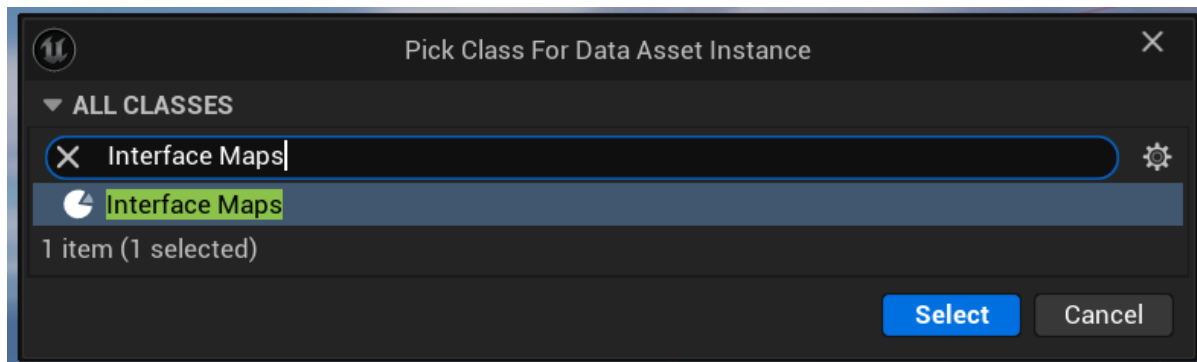 Pick Class For Data Asset Instance
ALL CLASSES
Interface Maps
Interface Maps
1 item (1 selected)
Select Cancel